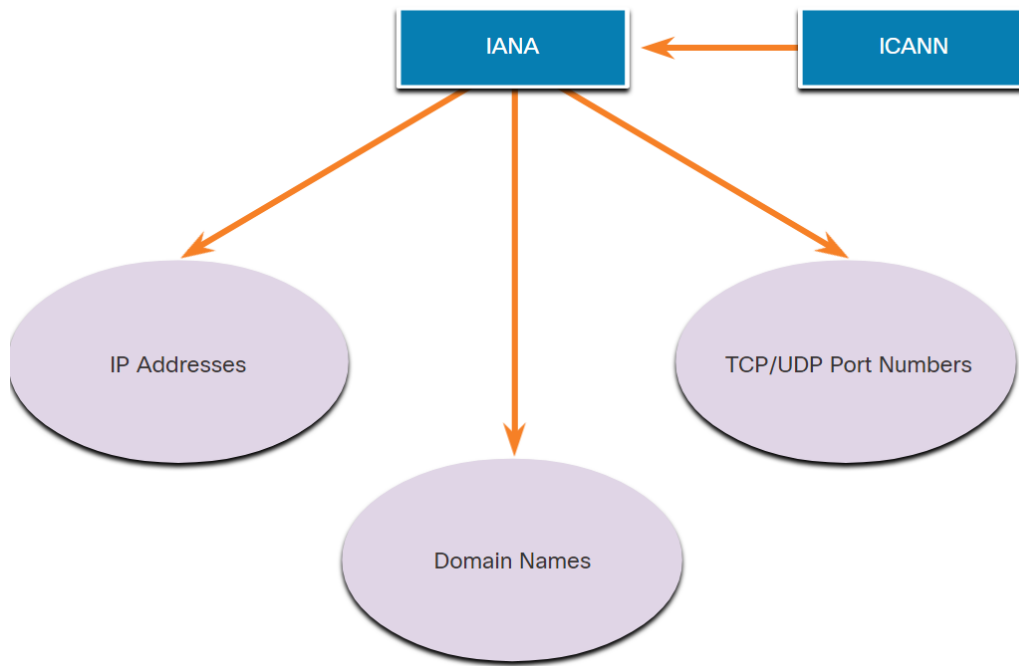 IANA
ICANN
IP Addresses
TCP/UDP Port Numbers
Domain Names